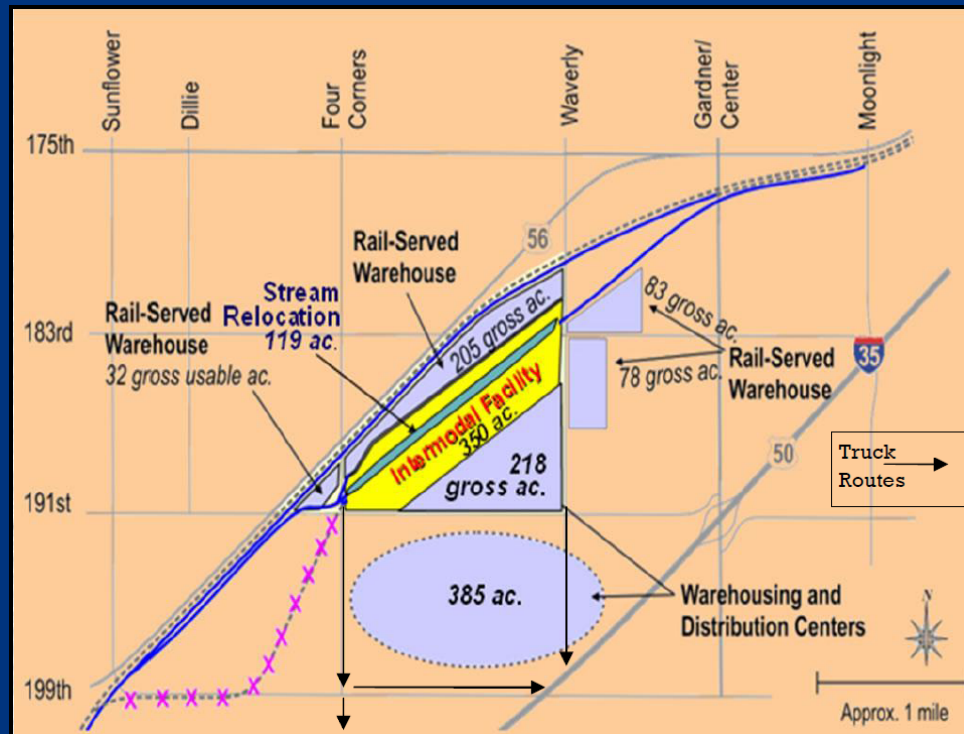 Sunflower
Dillie
Four
Corners
Waverly
Gardner/
Center
Moonlight
175th
56
Rail-Served
Warehouse
Stream
Relocation
119 ac.
Rail-Served
Warehouse
32 gross usable ac.
205 gross ac.
83 gross ac.
183rd
35
78 gross ac.
Rail-Served
Warehouse
Intermodal Facility
350 ac.
50
Truck
Routes
218
gross ac.
191st
385 ac.
Warehousing and
Distribution Centers
N
199th
Approx. 1 mile